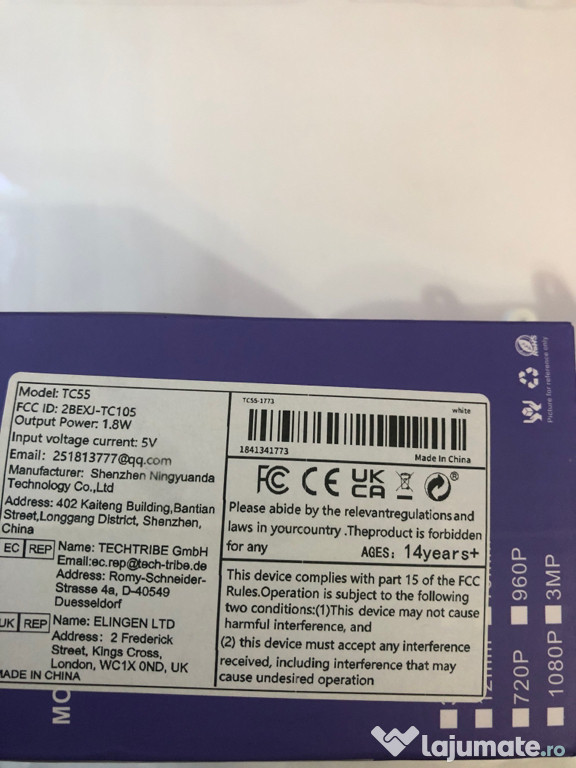 Model: TC55
FCC ID: 2BEXJ-TC105
Output Power: 1.8W
Input voltage current: 5V
Email: 251813777@qq.com
Manufacturer: Shenzhen Ningyuanda
Technology Co.,Ltd
Address: 402 Kaiteng Building,Bantian
Street,Longgang District, Shenzhen,
China
EC REP Name: TECHTRIBE GmbH
Email:ec.rep@tech-tribe.de
Address: Romy-Schneider-
Strasse 4a, D-40549
Duesseldorf
UK REP Name: ELINGEN LTD
Address: 2 Frederick
Street, Kings Cross,
London, WC1X 0ND, UK
MADE IN CHINA
TC55-1773
white
1841341773
Made In China
FC CE UK
CA
®
Please abide by the relevantregulationsand
laws in yourcountry .Theproduct is forbidden
for any
AGES: 14years+
This device complies with part 15 of the FCC
Rules.Operation is subject to the following
two conditions:(1)This device may not cause
harmful interference, and
(2) this device must accept any interference
received, including interference that may
cause undesired operation
Picture for reference only
960P
3MP
720P
1080P
MO
lajumate.ro